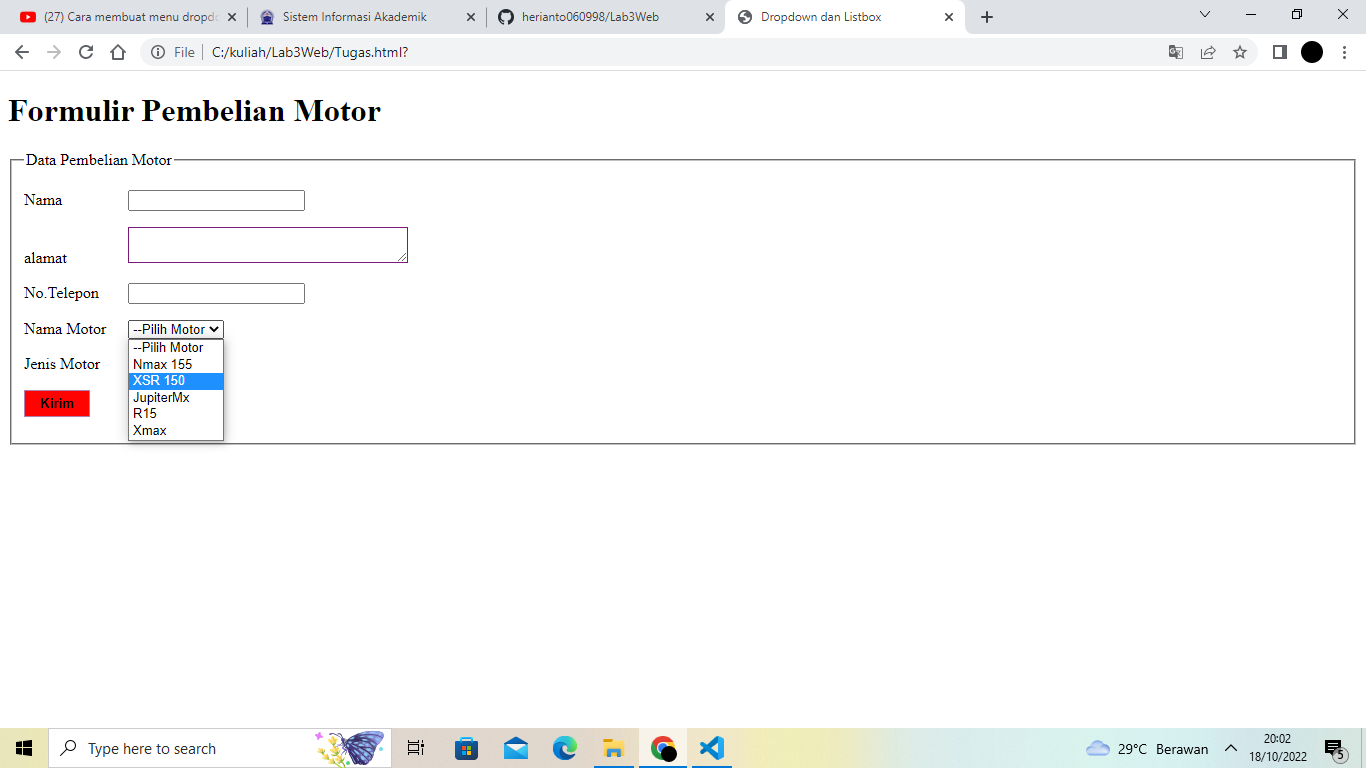 (27) Cara membuat menu dropd
Sistem Informasi Akademik
herianto060998/Lab3Web
Dropdown dan Listbox
File
C:/kuliah/Lab3Web/Tugas.html?
Formulir Pembelian Motor
Data Pembelian Motor
Nama
alamat
No.Telepon
Nama Motor
--Pilih Motor
--Pilih Motor
Nmax 155
XSR 150
JupiterMx
R15
Xmax
Jenis Motor
Kirim
Type here to search
29°C Berawan
20:02
18/10/2022
5